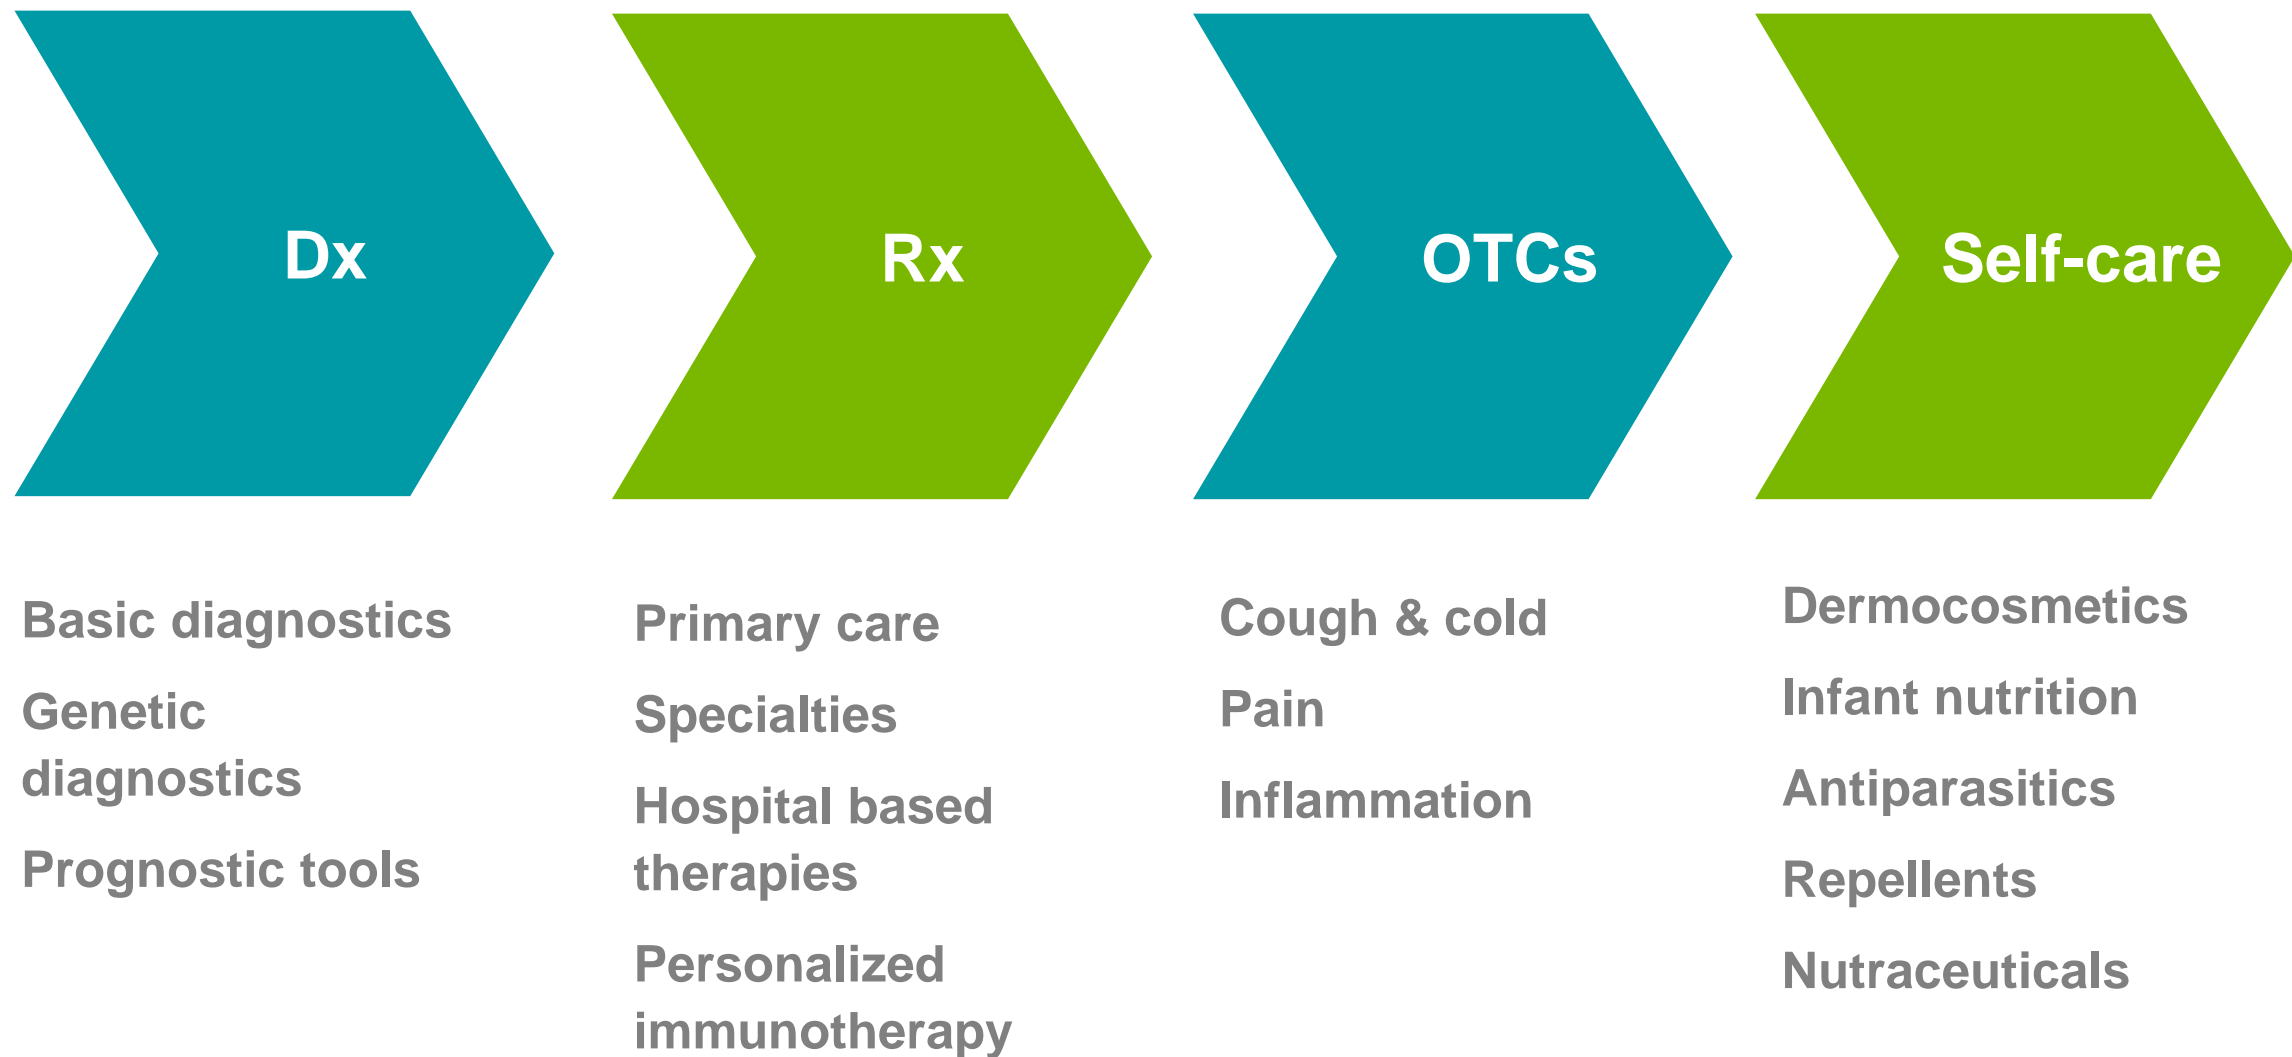 Dx
Rx
OTCs
Self-care
Basic diagnostics
Genetic
diagnostics
Prognostic tools
Primary care
Specialties
Hospital based
therapies
Personalized
immunotherapy
Cough & cold
Pain
Inflammation
Dermocosmetics
Infant nutrition
Antiparasitics
Repellents
Nutraceuticals